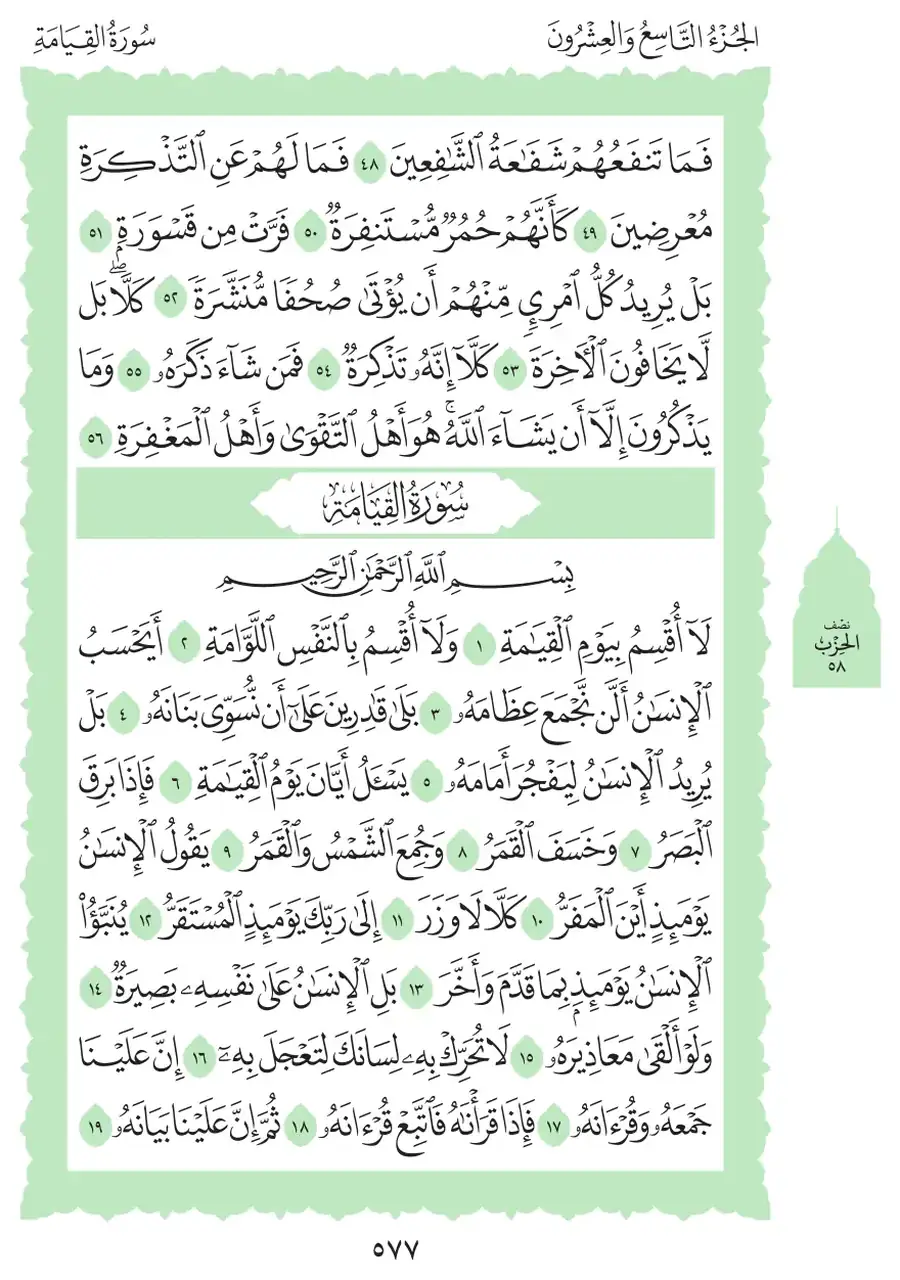 الجُزْءُ التَّاسِعُ وَالعِشْرُونَ
سُورَةُ القِيَامَةِ
فَمَا تَنفَعُهُمْ شَفَٰعَةُ ٱلشَّٰفِعِينَ ٤٨ فَمَا لَهُمْ عَنِ ٱلتَّذْكِرَةِ
مُعْرِضِينَ ٤٩ كَأَنَّهُمْ حُمُرٌ مُّسْتَنفِرَةٌ ٥٠ فَرَّتْ مِن قَسْوَرَةٍۭ ٥١
بَلْ يُرِيدُ كُلُّ ٱمْرِئٍ مِّنْهُمْ أَن يُؤْتَىٰ صُحُفًا مُّنَشَّرَةً ٥٢ كَلَّاۖ بَل
لَّا يَخَافُونَ ٱلْأَخِرَةَ ٥٣ كَلَّآ إِنَّهُۥ تَذْكِرَةٌ ٥٤ فَمَن شَآءَ ذَكَرَهُۥ ٥٥ وَمَا
يَذْكُرُونَ إِلَّآ أَن يَشَآءَ ٱللَّهُۚ هُوَ أَهْلُ ٱلتَّقْوَىٰ وَأَهْلُ ٱلْمَغْفِرَةِ ٥٦
سُورَةُ القِيَامَةِ
بِسْمِ ٱللَّهِ ٱلرَّحْمَٰنِ ٱلرَّحِيمِ
لَآ أُقْسِمُ بِيَوْمِ ٱلْقِيَٰمَةِ ١ وَلَآ أُقْسِمُ بِٱلنَّفْسِ ٱللَّوَّامَةِ ٢ أَيَحْسَبُ
ٱلْإِنسَٰنُ أَلَّن نَّجْمَعَ عِظَامَهُۥ ٣ بَلَىٰ قَٰدِرِينَ عَلَىٰٓ أَن نُّسَوِّىَ بَنَانَهُۥ ٤ بَلْ
يُرِيدُ ٱلْإِنسَٰنُ لِيَفْجُرَ أَمَامَهُۥ ٥ يَسْـَٔلُ أَيَّانَ يَوْمُ ٱلْقِيَٰمَةِ ٦ فَإِذَا بَرِقَ
ٱلْبَصَرُ ٧ وَخَسَفَ ٱلْقَمَرُ ٨ وَجُمِعَ ٱلشَّمْسُ وَٱلْقَمَرُ ٩ يَقُولُ ٱلْإِنسَٰنُ
يَوْمَئِذٍ أَيْنَ ٱلْمَفَرُّ ١٠ كَلَّا لَا وَزَرَ ١١ إِلَىٰ رَبِّكَ يَوْمَئِذٍ ٱلْمُسْتَقَرُّ ١٢ يُنَبَّؤُاْ
ٱلْإِنسَٰنُ يَوْمَئِذٍۭ بِمَا قَدَّمَ وَأَخَّرَ ١٣ بَلِ ٱلْإِنسَٰنُ عَلَىٰ نَفْسِهِۦ بَصِيرَةٌ ١٤
وَلَوْ أَلْقَىٰ مَعَاذِيرَهُۥ ١٥ لَا تُحَرِّكْ بِهِۦ لِسَانَكَ لِتَعْجَلَ بِهِۦٓ ١٦ إِنَّ عَلَيْنَا
جَمْعَهُۥ وَقُرْءَانَهُۥ ١٧ فَإِذَا قَرَأْنَٰهُ فَٱتَّبِعْ قُرْءَانَهُۥ ١٨ ثُمَّ إِنَّ عَلَيْنَا بَيَانَهُۥ ١٩
نصْف
الحِزْبِ
٥٨
٥٧٧